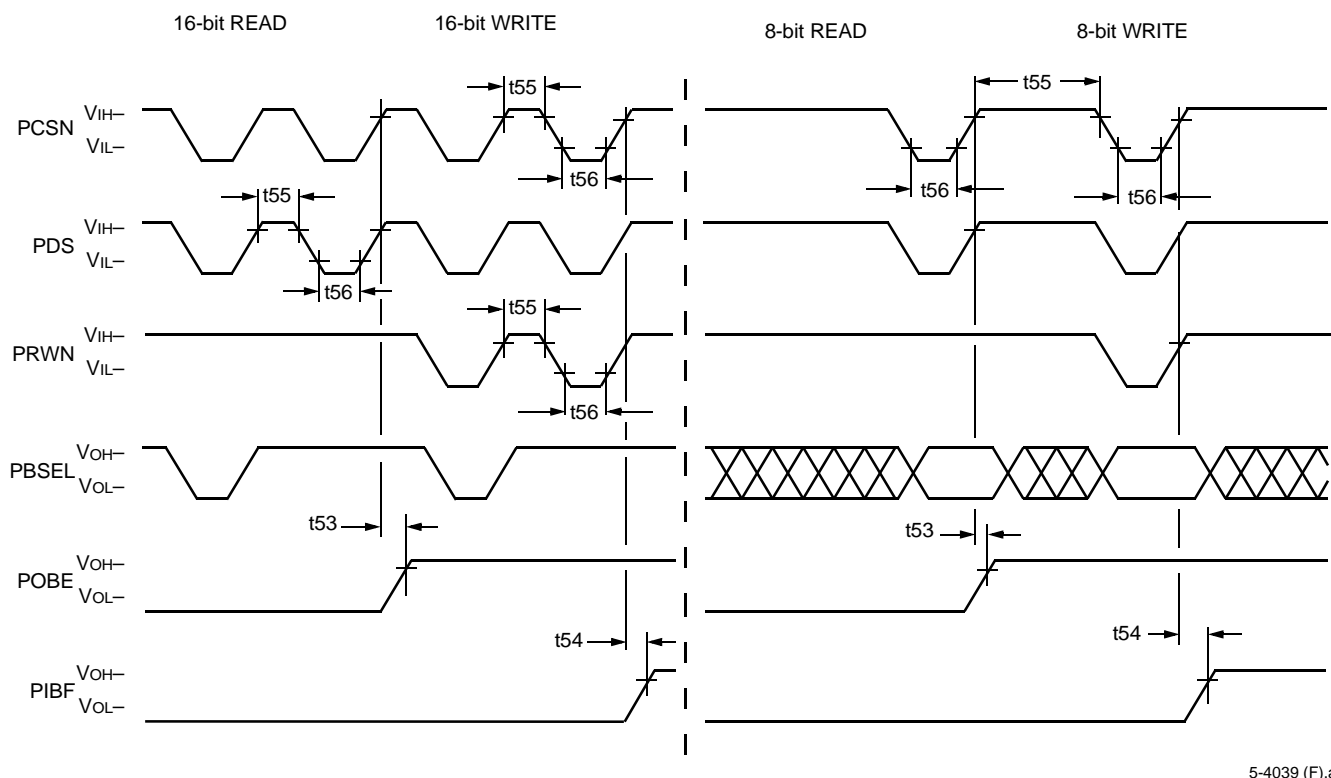 16-bit READ 16-bit WRITE 8-bit READ 8-bit WRITE
t55 t55
PCSN VIH–
VIL–
t56 t56 t56
t55
PDS VIH–
VIL–
t56
t55
PRWN VIH–
VIL–
t56
PBSEL VOH–
VOL–
t53 t53
POBE VOH–
VOL–
t54 t54
PIBF VOH–
VOL–